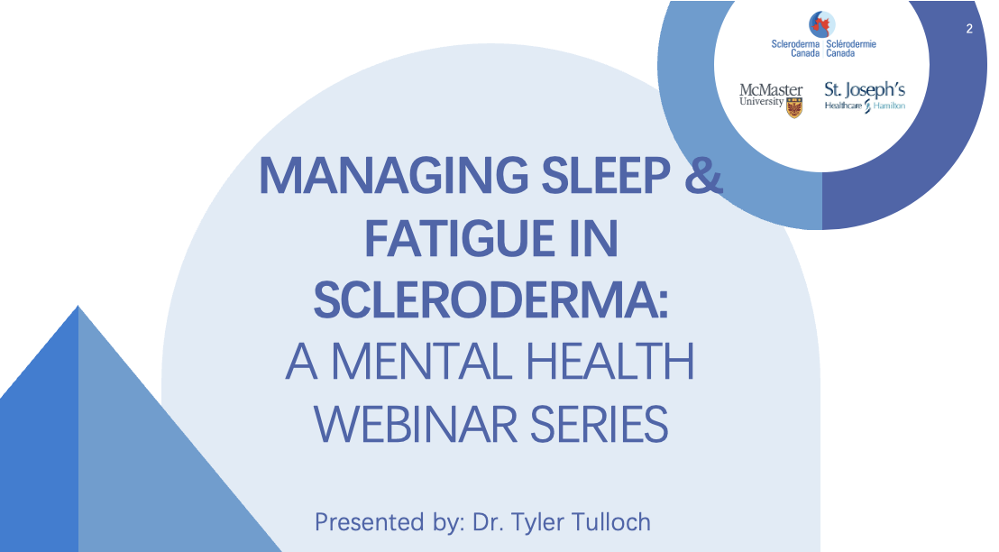 2
Scleroderma Sclérodermie
Canada Canada
McMaster
University
St. Joseph's
Healthcare Hamilton
MANAGING SLEEP &
FATIGUE IN
SCLERODERMA:
A MENTAL HEALTH
WEBINAR SERIES
Presented by: Dr. Tyler Tulloch